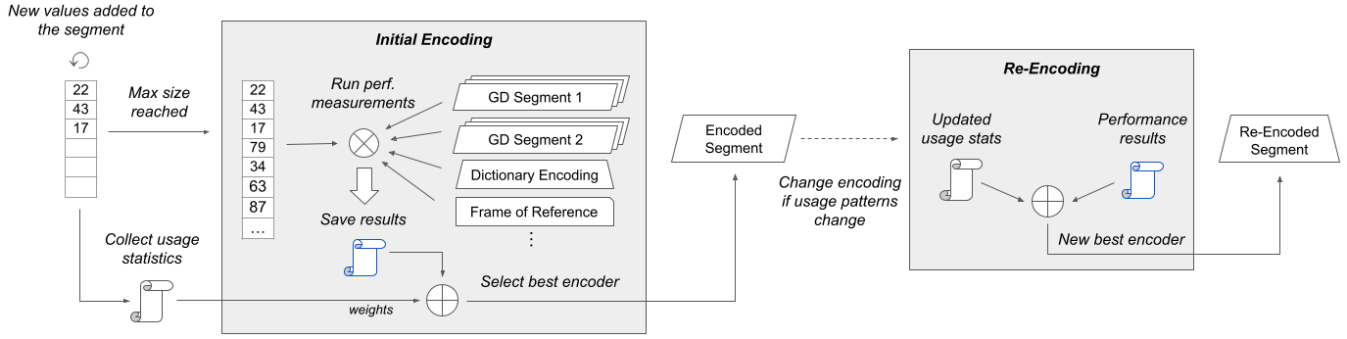 New values added to
the segment
22
43
17
Max size
reached
Collect usage
statistics
Initial Encoding
22
43
17
79
34
63
87
...
Run perf.
measurements
GD Segment 1
GD Segment 2
Dictionary Encoding
Frame of Reference
⋮
Save results
weights
Select best encoder
Encoded
Segment
Change encoding
if usage patterns
change
Re-Encoding
Updated
usage stats
Performance
results
New best encoder
Re-Encoded
Segment